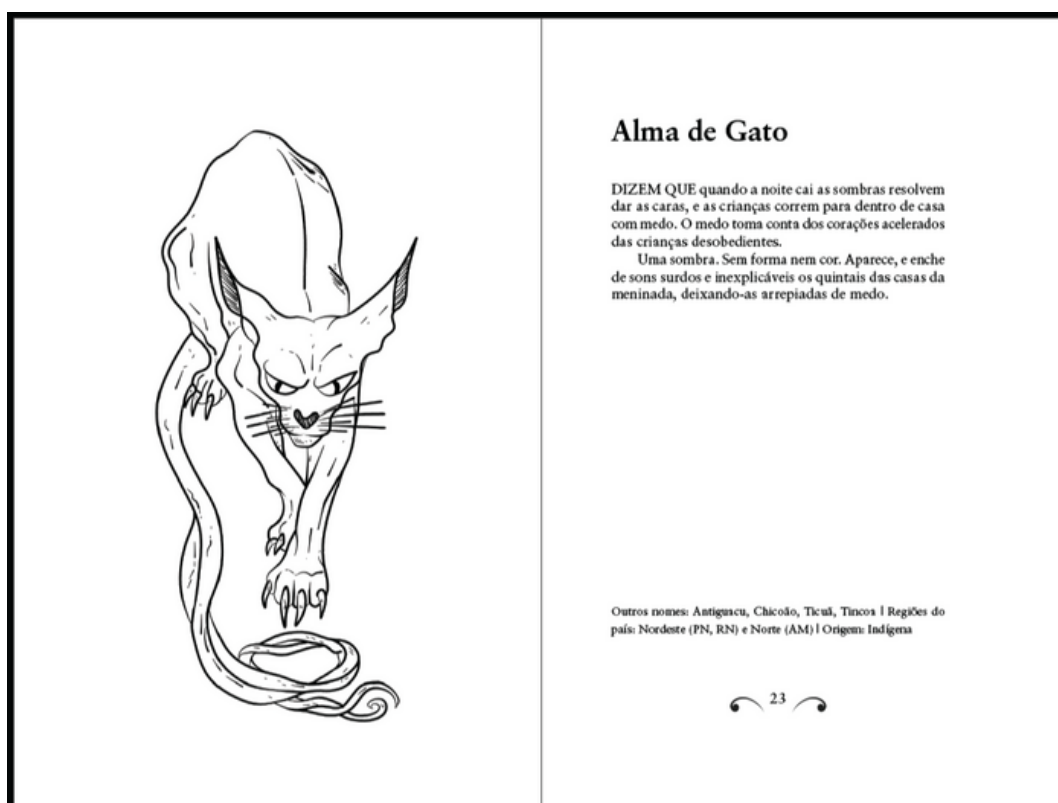 Alma de Gato
DIZEM QUE quando a noite cai as sombras resolvem
dar as caras, e as crianças correm para dentro de casa
com medo. O medo toma conta dos corações acelerados
das crianças desobedientes.
Uma sombra. Sem forma nem cor. Aparece, e enche
de sons surdos e inexplicáveis os quintais das casas da
meninada, deixando-as arrepiadas de medo.
Outros nomes: Antiguacu, Chicoão, Ticuã, Tincoa | Regiões do
país: Nordeste (PN, RN) e Norte (AM) | Origem: Indígena
23